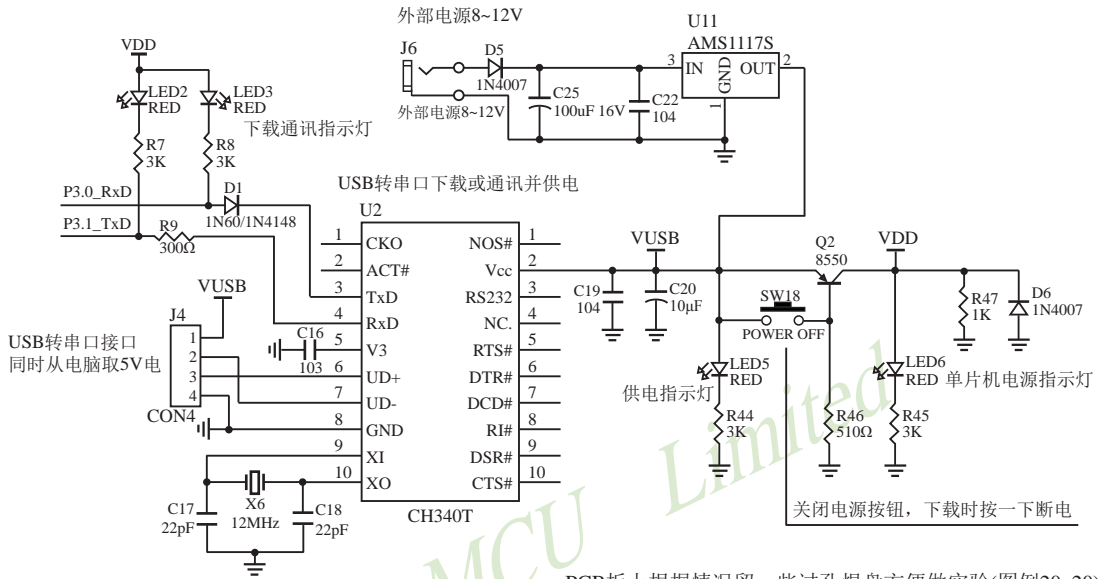 外部电源8~12V
J6
外部电源8~12V
D5
1N4007
C25
100uF 16V
C22
104
U11
AMS1117S
3
IN
OUT
2
GND
1
VDD
LED2
RED
LED3
RED
下载通讯指示灯
R7
3K
R8
3K
P3.0_RxD
D1
1N60/1N4148
P3.1_TxD
R9
300Ω
USB转串口下载或通讯并供电
U2
1 CKO NOS# 1
2 ACT# Vcc 2
3 TxD RS232 3
4 RxD NC. 4
5 V3 RTS# 5
6 UD+ DTR# 6
7 UD- DCD# 7
8 GND RI# 8
9 XI DSR# 9
10 XO CTS# 10
CH340T
C16
103
VUSB
J4
1
2
3
4
CON4
USB转串口接口
同时从电脑取5V电
C17
22pF
X6
12MHz
C18
22pF
VUSB
C19
104
C20
10μF
Q2
8550
VDD
SW18
POWER OFF
R47
1K
D6
1N4007
LED5
RED
供电指示灯
LED6
RED
单片机电源指示灯
R44
3K
R46
510Ω
R45
3K
关闭电源按钮，下载时按一下断电
MCU Limited